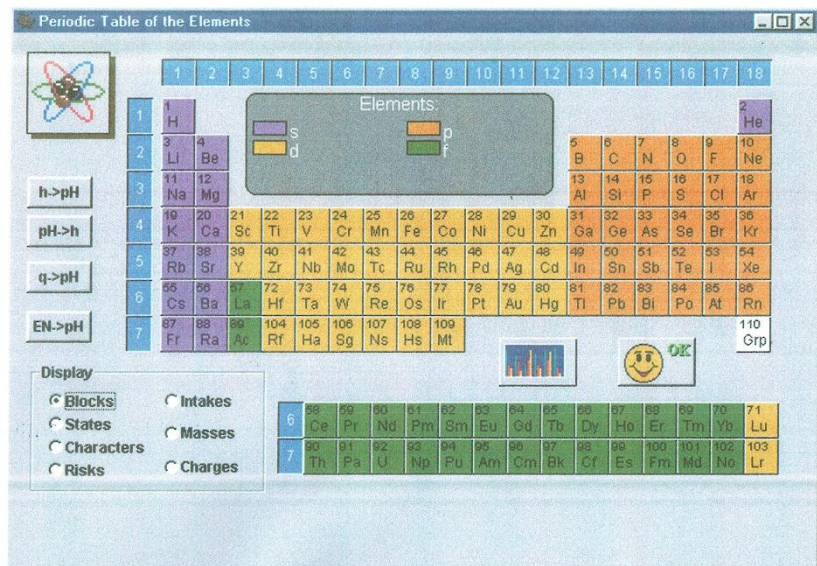 Periodic Table of the Elements
1 2 3 4 5 6 7 8 9 10 11 12 13 14 15 16 17 18
Elements:
s p
d f
1 1 H 2 He
2 3 Li 4 Be 5 B 6 C 7 N 8 O 9 F 10 Ne
3 11 Na 12 Mg 13 Al 14 Si 15 P 16 S 17 Cl 18 Ar
4 19 K 20 Ca 21 Sc 22 Ti 23 V 24 Cr 25 Mn 26 Fe 27 Co 28 Ni 29 Cu 30 Zn 31 Ga 32 Ge 33 As 34 Se 35 Br 36 Kr
5 37 Rb 38 Sr 39 Y 40 Zr 41 Nb 42 Mo 43 Tc 44 Ru 45 Rh 46 Pd 47 Ag 48 Cd 49 In 50 Sn 51 Sb 52 Te 53 I 54 Xe
6 55 Cs 56 Ba 57 La 72 Hf 73 Ta 74 W 75 Re 76 Os 77 Ir 78 Pt 79 Au 80 Hg 81 Tl 82 Pb 83 Bi 84 Po 85 At 86 Rn
7 87 Fr 88 Ra 89 Ac 104 Rf 105 Ha 106 Sg 107 Ns 108 Hs 109 Mt 110 Grp
h->pH
pH->h
q->pH
EN->pH
OK
Display
Blocks Intakes
States Masses
Characters
Risks Charges
6 58 Ce 59 Pr 60 Nd 61 Pm 62 Sm 63 Eu 64 Gd 65 Tb 66 Dy 67 Ho 68 Er 69 Tm 70 Yb 71 Lu
7 90 Th 91 Pa 92 U 93 Np 94 Pu 95 Am 96 Cm 97 Bk 98 Cf 99 Es 100 Fm 101 Md 102 No 103 Lr